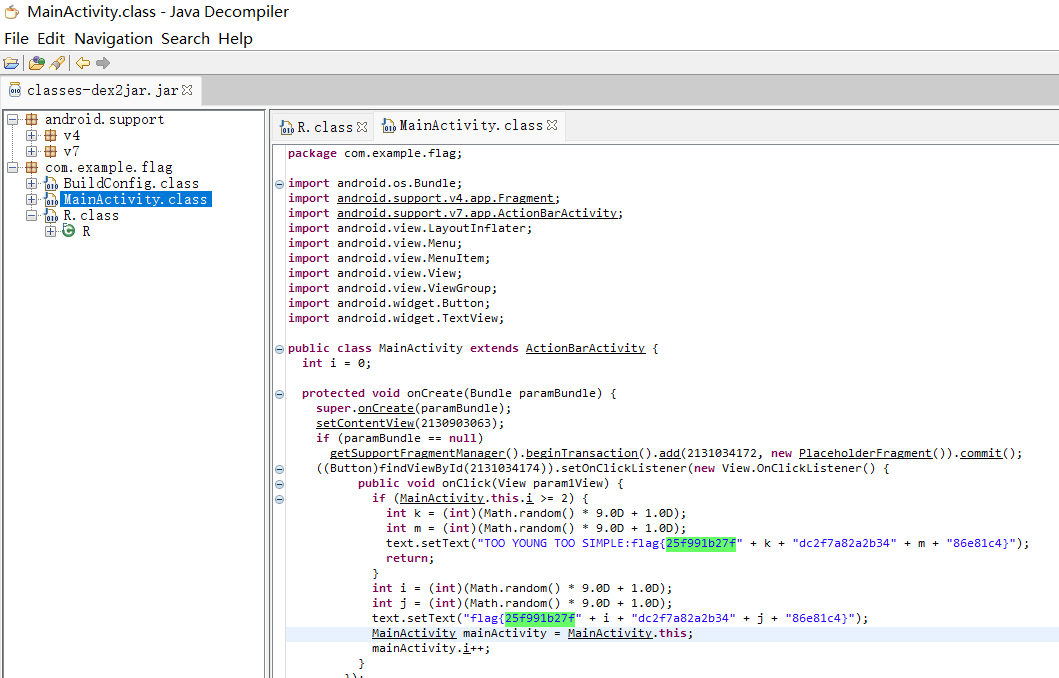 MainActivity.class - Java Decompiler
File Edit Navigation Search Help
classes-dex2jar.jar
android.support
v4
v7
com.example.flag
BuildConfig.class
MainActivity.class
R.class
R
R.class MainActivity.class
package com.example.flag;
import android.os.Bundle;
import android.support.v4.app.Fragment;
import android.support.v7.app.ActionBarActivity;
import android.view.LayoutInflater;
import android.view.Menu;
import android.view.MenuItem;
import android.view.View;
import android.view.ViewGroup;
import android.widget.Button;
import android.widget.TextView;
public class MainActivity extends ActionBarActivity {
int i = 0;
protected void onCreate(Bundle paramBundle) {
super.onCreate(paramBundle);
setContentView(2130903063);
if (paramBundle == null)
getSupportFragmentManager().beginTransaction().add(2131034172, new PlaceholderFragment()).commit();
((Button)findViewById(2131034174)).setOnClickListener(new View.OnClickListener() {
public void onClick(View param1View) {
if (MainActivity.this.i >= 2) {
int k = (int)(Math.random() * 9.0D + 1.0D);
int m = (int)(Math.random() * 9.0D + 1.0D);
text.setText("TOO YOUNG TOO SIMPLE:flag{25f991b27f" + k + "dc2f7a82a2b34" + m + "86e81c4}");
return;
}
int i = (int)(Math.random() * 9.0D + 1.0D);
int j = (int)(Math.random() * 9.0D + 1.0D);
text.setText("flag{25f991b27f" + i + "dc2f7a82a2b34" + j + "86e81c4}");
MainActivity mainActivity = MainActivity.this;
mainActivity.i++;
}
});